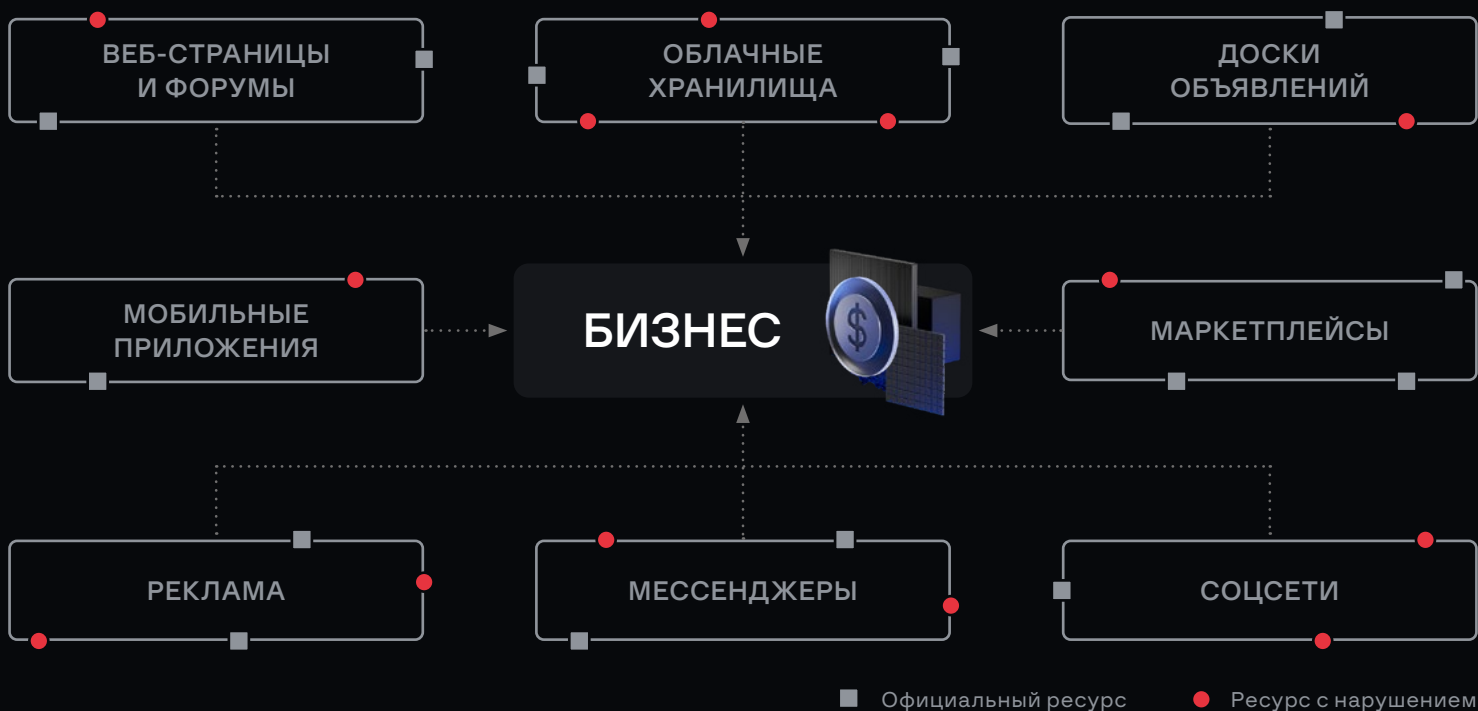 ВЕБ-СТРАНИЦЫ
И ФОРУМЫ
ОБЛАЧНЫЕ
ХРАНИЛИЩА
ДОСКИ
ОБЪЯВЛЕНИЙ
МОБИЛЬНЫЕ
ПРИЛОЖЕНИЯ
БИЗНЕС
$
МАРКЕТПЛЕЙСЫ
РЕКЛАМА
МЕССЕНДЖЕРЫ
СОЦСЕТИ
Официальный ресурс
Ресурс с нарушением